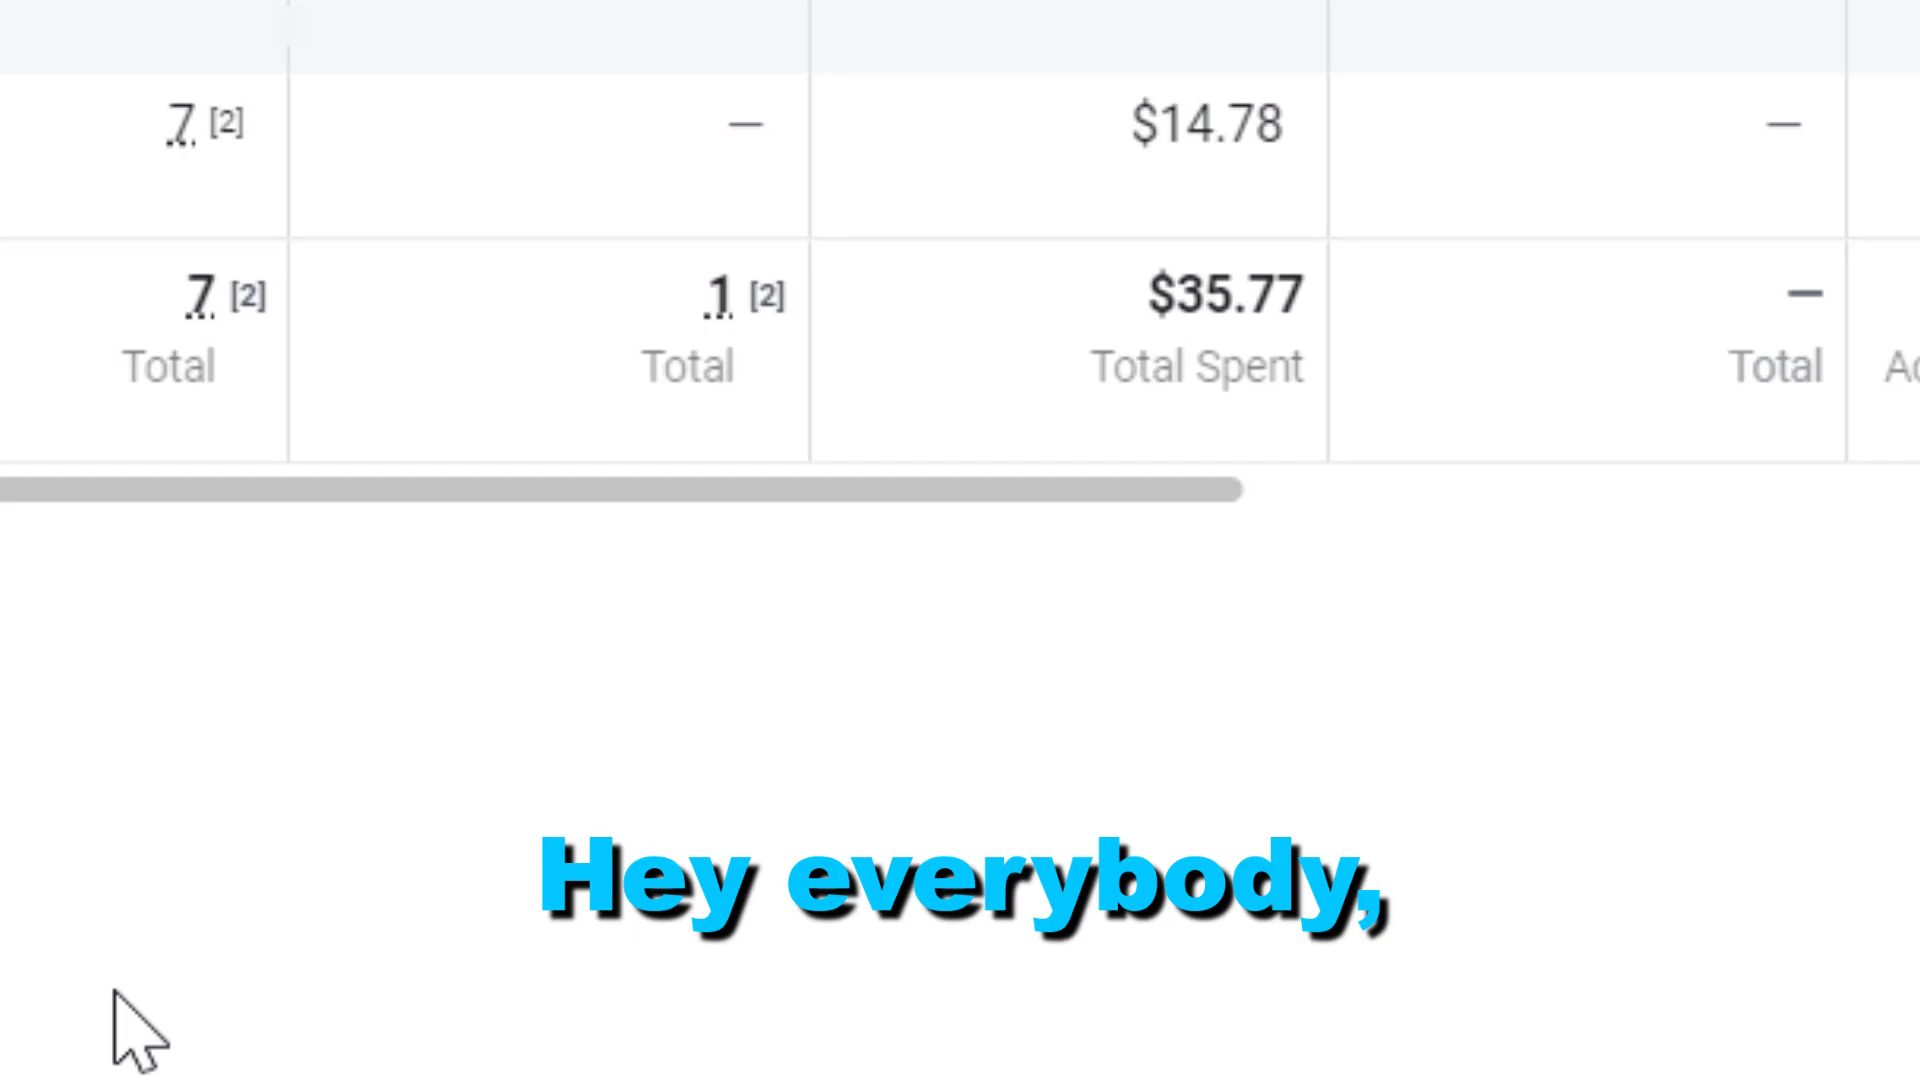 7 [2] — $14.78 —
7 [2] 1 [2] $35.77 —
Total Total Total Spent Total
Hey everybody,